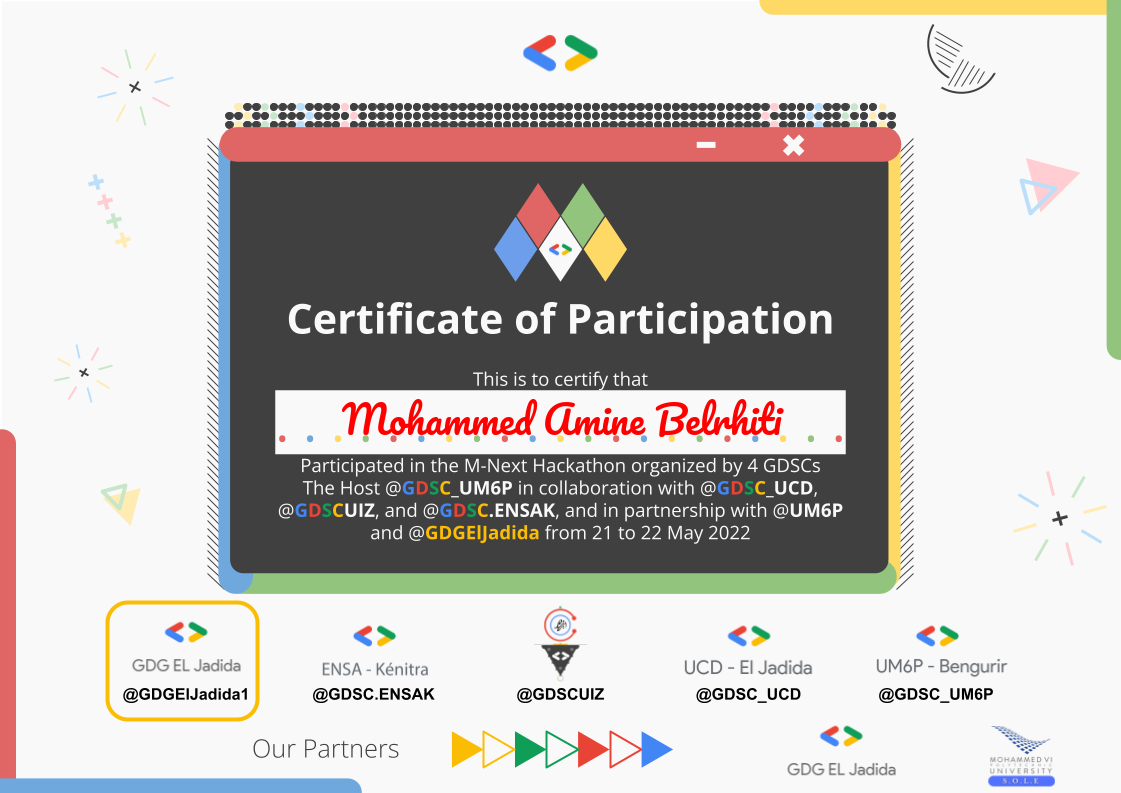 Certificate of Participation
This is to certify that
Mohammed Amine Belrhiti
Participated in the M-Next Hackathon organized by 4 GDSCs
The Host @GDSC_UM6P in collaboration with @GDSC_UCD,
@GDSCUIZ, and @GDSC.ENSAK, and in partnership with @UM6P
and @GDGElJadida from 21 to 22 May 2022
GDG EL Jadida
@GDGElJadida1
ENSA - Kénitra
@GDSC.ENSAK
@GDSCUIZ
UCD - El Jadida
@GDSC_UCD
UM6P - Bengurir
@GDSC_UM6P
Our Partners
GDG EL Jadida
MOHAMMED VI
POLYTECHNIC
UNIVERSITY
S.O.L.E